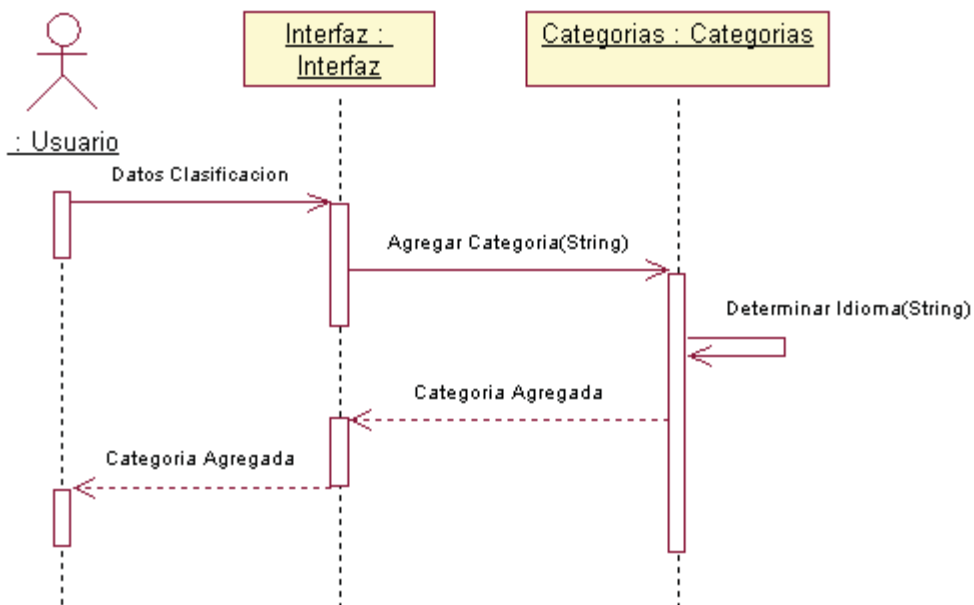 Interfaz :
Interfaz
Categorias : Categorias
: Usuario
Datos Clasificacion
Agregar Categoria(String)
Determinar Idioma(String)
Categoria Agregada
Categoria Agregada